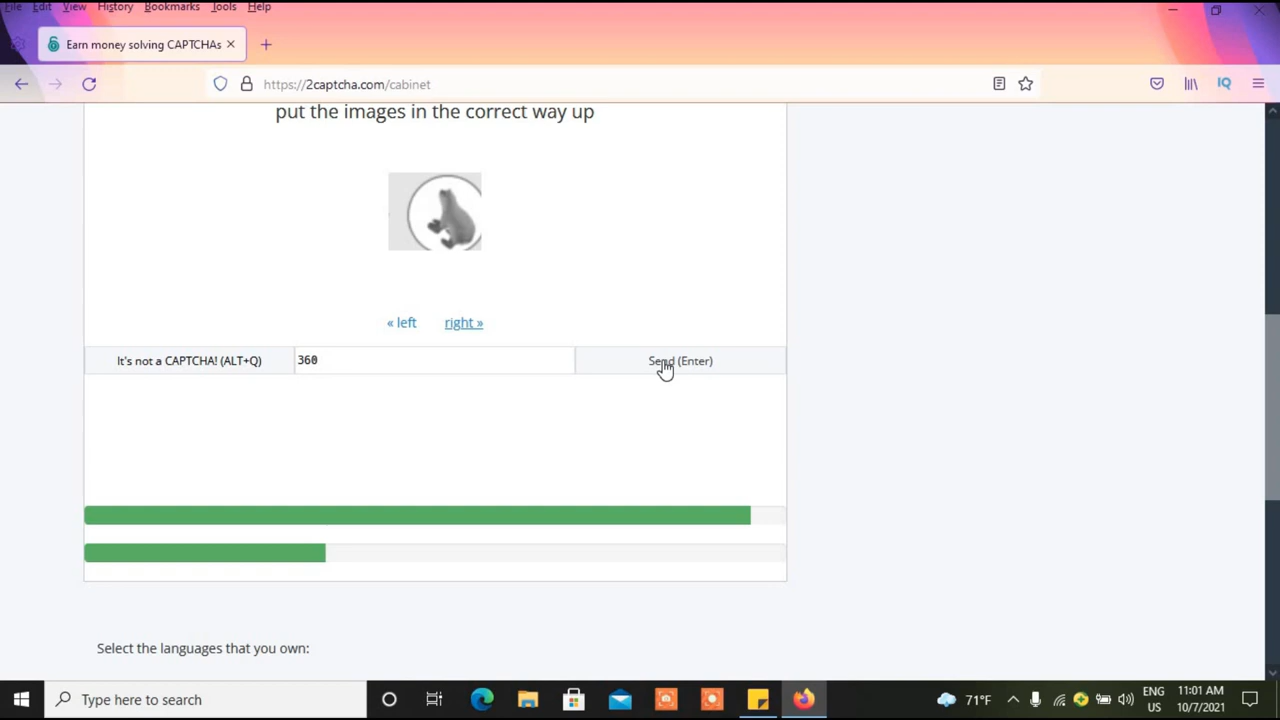 File Edit View History Bookmarks Tools Help
Earn money solving CAPTCHAs
https://2captcha.com/cabinet
IQ
put the images in the correct way up
« left right »
It's not a CAPTCHA! (ALT+Q) 360 Send (Enter)
Select the languages that you own:
Type here to search
71°F
ENG
US
11:01 AM
10/7/2021